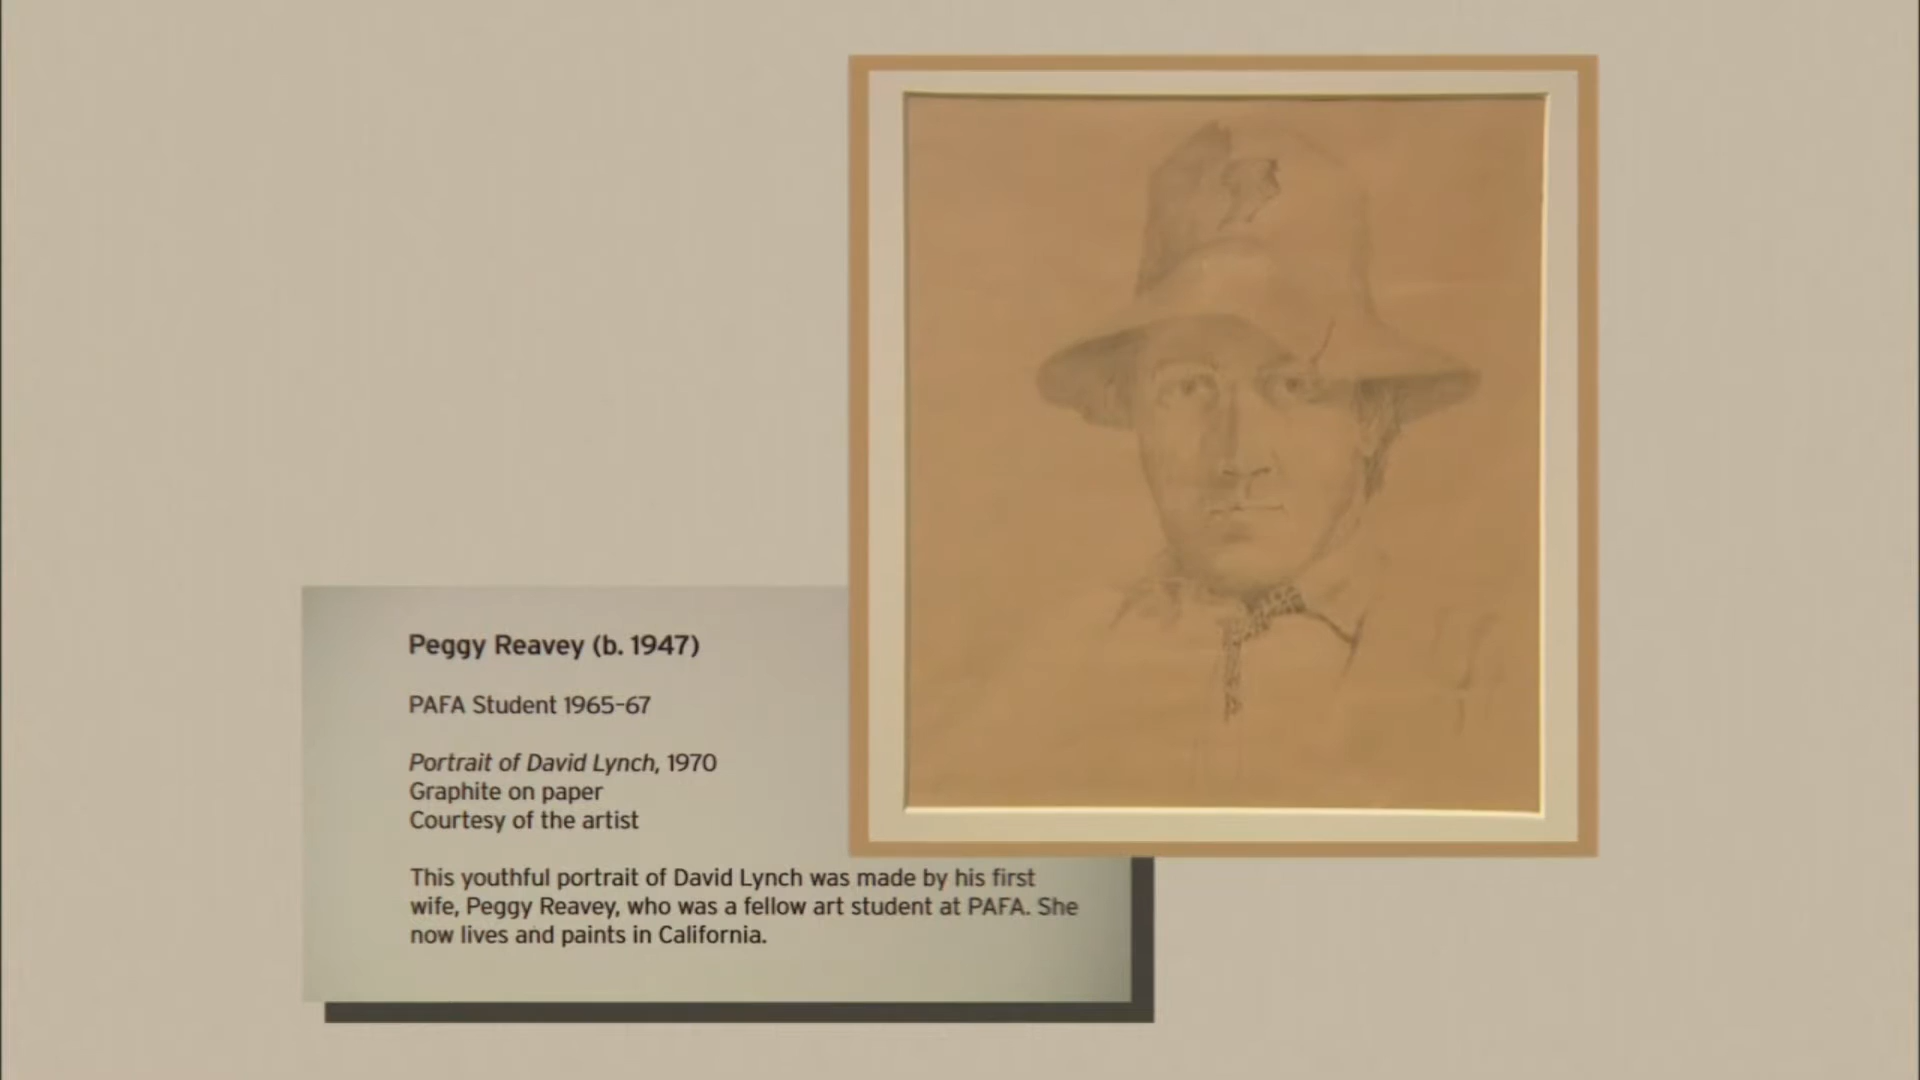 Peggy Reavey (b. 1947)
PAFA Student 1965-67
Portrait of David Lynch, 1970
Graphite on paper
Courtesy of the artist
This youthful portrait of David Lynch was made by his first
wife, Peggy Reavey, who was a fellow art student at PAFA. She
now lives and paints in California.